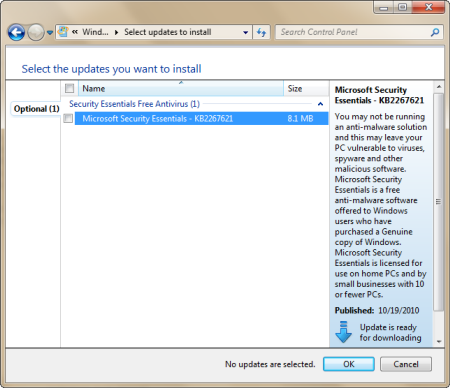 « Wind... ▸ Select updates to install
Search Control Panel
Select the updates you want to install
Name
Size
Optional (1)
Security Essentials Free Antivirus (1)
Microsoft Security Essentials - KB2267621
8.1 MB
Microsoft Security
Essentials - KB2267621
You may not be running
an anti-malware solution
and this may leave your
PC vulnerable to viruses,
spyware and other
malicious software.
Microsoft Security
Essentials is a free
anti-malware software
offered to Windows
users who have
purchased a Genuine
copy of Windows.
Microsoft Security
Essentials is licensed for
use on home PCs and by
small businesses with 10
or fewer PCs.
Published: 10/19/2010
Update is ready
for downloading
No updates are selected.
OK
Cancel